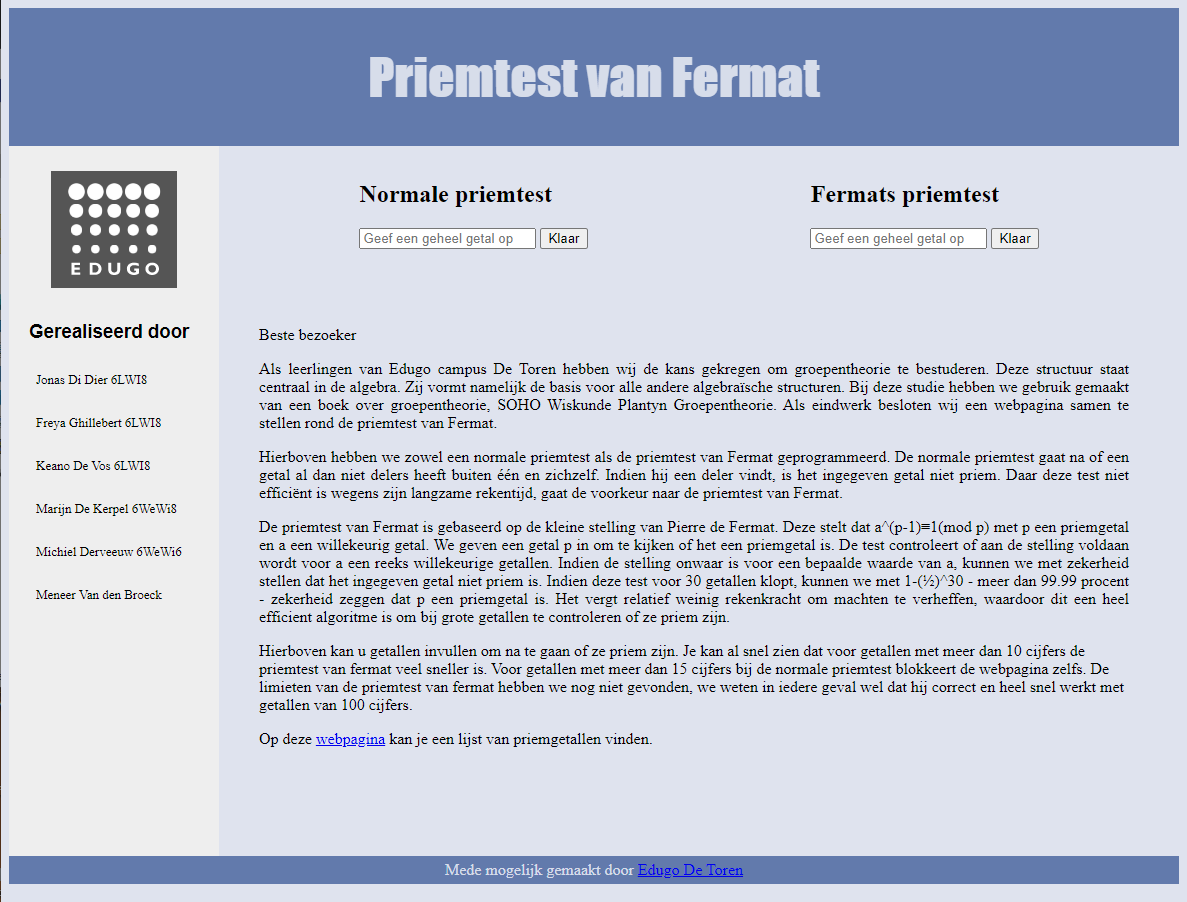 Priemtest van Fermat
EDUGO
Gerealiseerd door
Jonas Di Dier 6LWI8
Freya Ghillebert 6LWI8
Keano De Vos 6LWI8
Marijn De Kerpel 6WeWi8
Michiel Derveeuw 6WeWi6
Meneer Van den Broeck
Normale priemtest
Geef een geheel getal op Klaar
Fermats priemtest
Geef een geheel getal op Klaar
Beste bezoeker
Als leerlingen van Edugo campus De Toren hebben wij de kans gekregen om groepentheorie te bestuderen. Deze structuur staat
centraal in de algebra. Zij vormt namelijk de basis voor alle andere algebraïsche structuren. Bij deze studie hebben we gebruik gemaakt
van een boek over groepentheorie, SOHO Wiskunde Plantyn Groepentheorie. Als eindwerk besloten wij een webpagina samen te
stellen rond de priemtest van Fermat.
Hierboven hebben we zowel een normale priemtest als de priemtest van Fermat geprogrammeerd. De normale priemtest gaat na of een
getal al dan niet delers heeft buiten één en zichzelf. Indien hij een deler vindt, is het ingegeven getal niet priem. Daar deze test niet
efficiënt is wegens zijn langzame rekentijd, gaat de voorkeur naar de priemtest van Fermat.
De priemtest van Fermat is gebaseerd op de kleine stelling van Pierre de Fermat. Deze stelt dat a^(p-1)≡1(mod p) met p een priemgetal
en a een willekeurig getal. We geven een getal p in om te kijken of het een priemgetal is. De test controleert of aan de stelling voldaan
wordt voor a een reeks willekeurige getallen. Indien de stelling onwaar is voor een bepaalde waarde van a, kunnen we met zekerheid
stellen dat het ingegeven getal niet priem is. Indien deze test voor 30 getallen klopt, kunnen we met 1-(½)^30 - meer dan 99.99 procent
- zekerheid zeggen dat p een priemgetal is. Het vergt relatief weinig rekenkracht om machten te verheffen, waardoor dit een heel
efficient algoritme is om bij grote getallen te controleren of ze priem zijn.
Hierboven kan u getallen invullen om na te gaan of ze priem zijn. Je kan al snel zien dat voor getallen met meer dan 10 cijfers de
priemtest van fermat veel sneller is. Voor getallen met meer dan 15 cijfers bij de normale priemtest blokkeert de webpagina zelfs. De
limieten van de priemtest van fermat hebben we nog niet gevonden, we weten in iedere geval wel dat hij correct en heel snel werkt met
getallen van 100 cijfers.
Op deze webpagina kan je een lijst van priemgetallen vinden.
Mede mogelijk gemaakt door Edugo De Toren